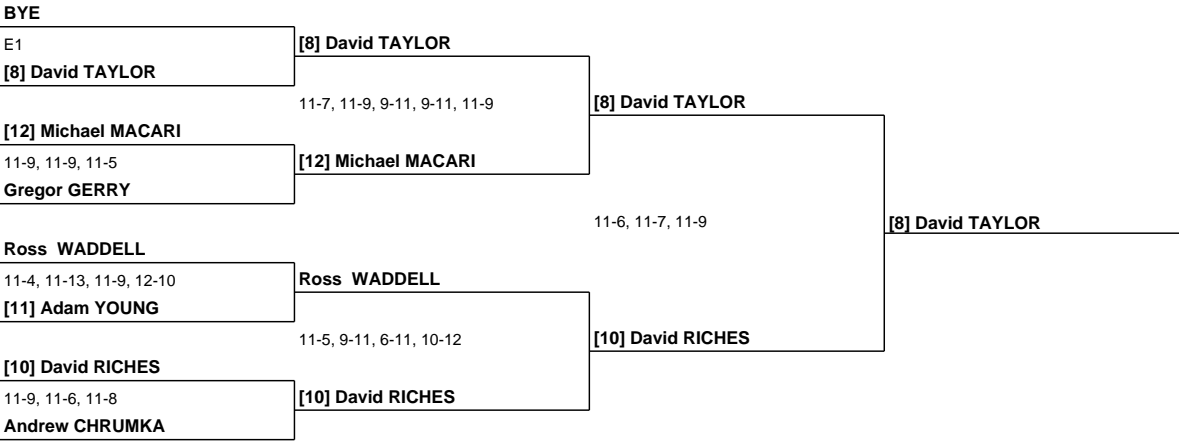 BYE
E1
[8] David TAYLOR
[8] David TAYLOR
11-7, 11-9, 9-11, 9-11, 11-9
[8] David TAYLOR
[12] Michael MACARI
11-9, 11-9, 11-5
[12] Michael MACARI
Gregor GERRY
11-6, 11-7, 11-9
[8] David TAYLOR
Ross  WADDELL
11-4, 11-13, 11-9, 12-10
Ross  WADDELL
[11] Adam YOUNG
11-5, 9-11, 6-11, 10-12
[10] David RICHES
[10] David RICHES
11-9, 11-6, 11-8
[10] David RICHES
Andrew CHRUMKA